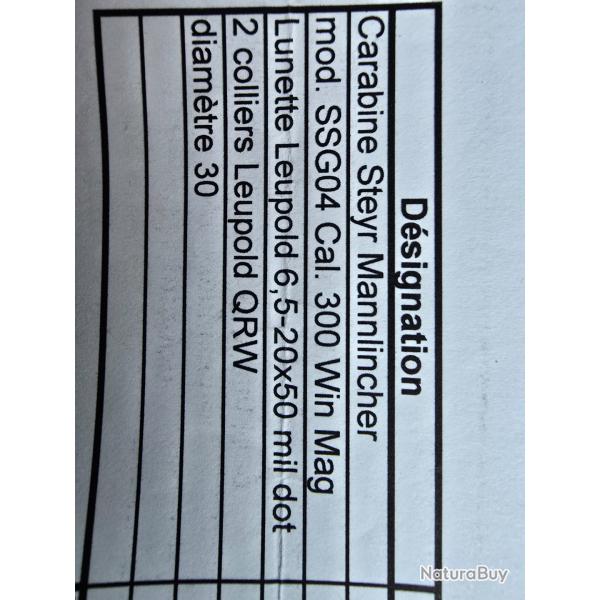 Désignation
Carabine Steyr Mannlincher
mod. SSG04 Cal. 300 Win Mag
Lunette Leupold 6,5-20x50 mil dot
2 colliers Leupold QRW
diamètre 30
NaturaBuy